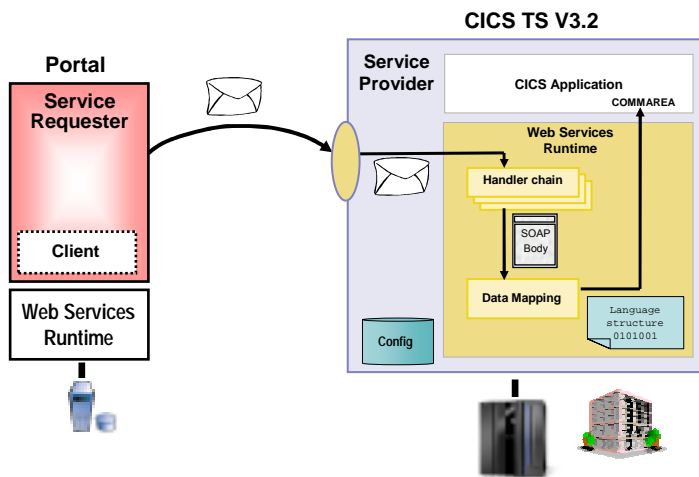 CICS TS V3.2
Portal
Service
Requester
Client
Web Services
Runtime
Service
Provider
CICS Application
COMMAREA
Web Services
Runtime
Handler chain
SOAP
Body
Data Mapping
Config
Language
structure
0101001